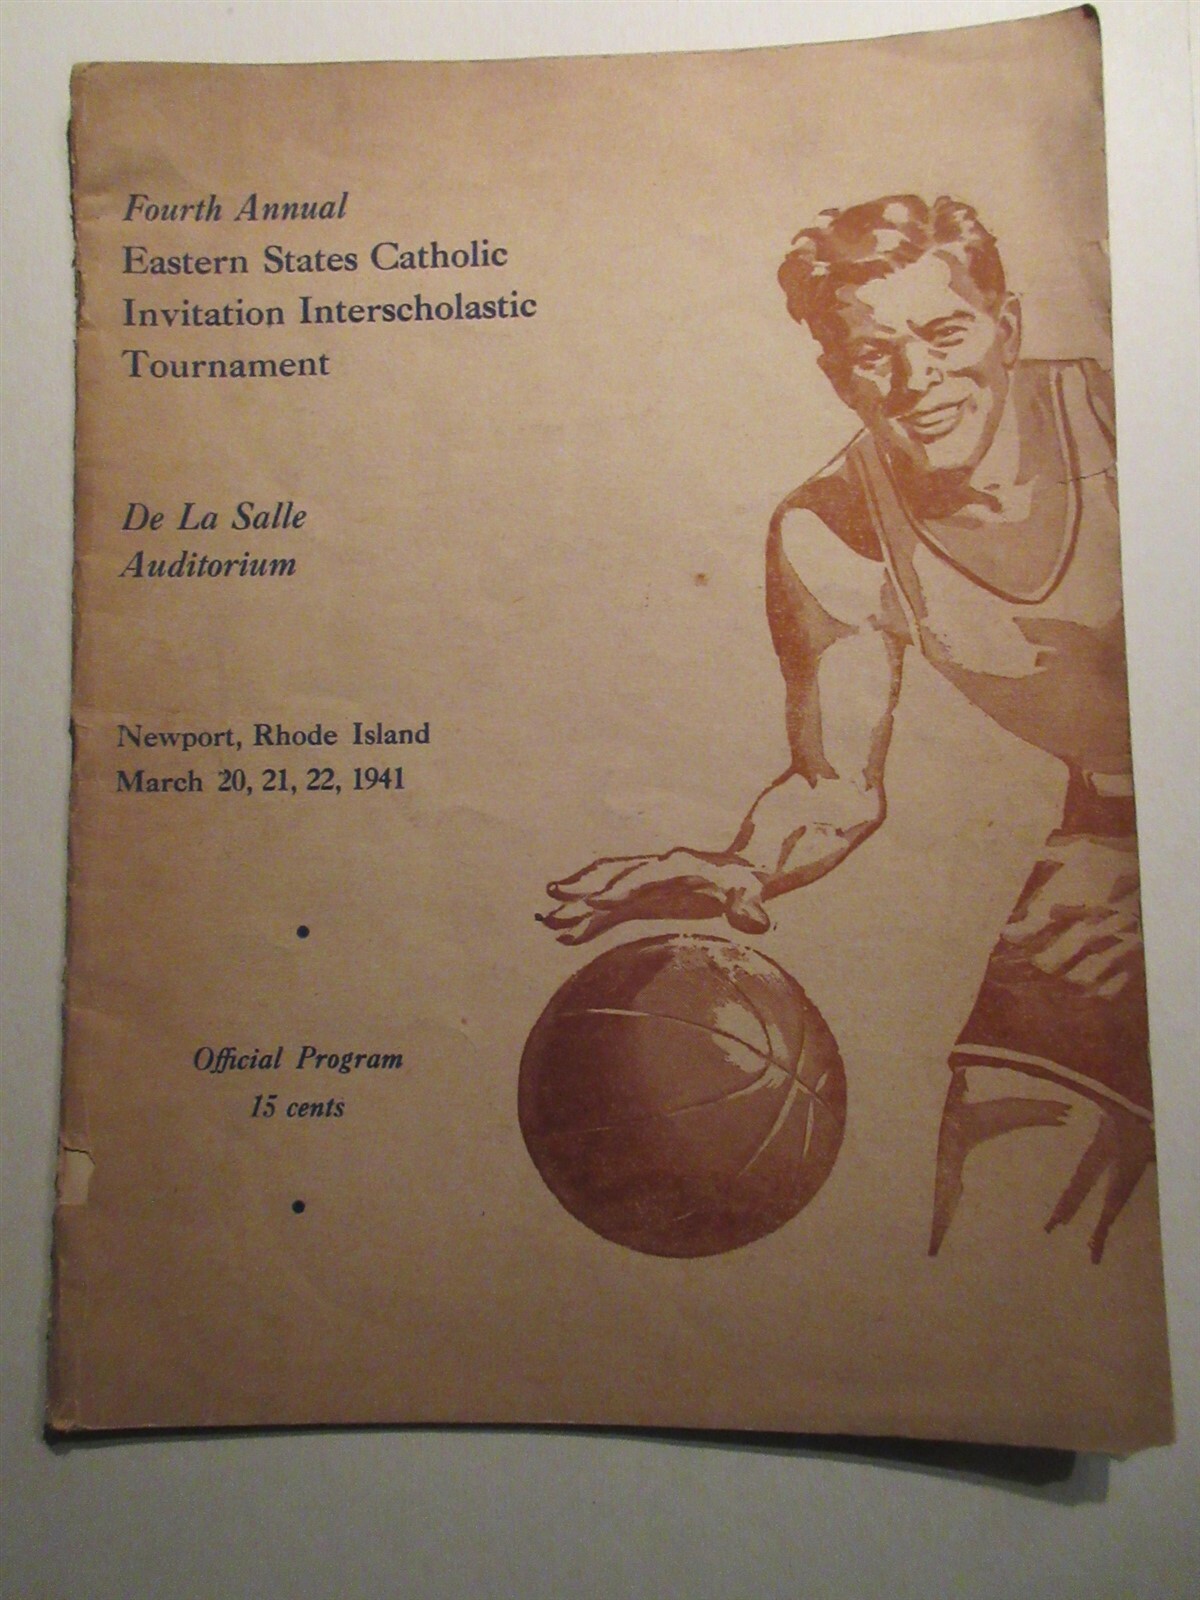 Fourth Annual
Eastern States Catholic
Invitation Interscholastic
Tournament
De La Salle
Auditorium
Newport, Rhode Island
March 20, 21, 22, 1941
Official Program
15 cents